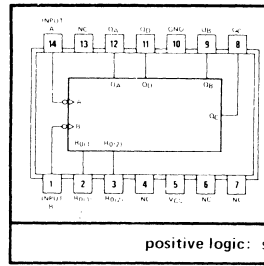 INPUT A NC QA QD GND QB QC
14 13 12 11 10 9 8
QA QD QB
A
QC
B
R0(1) R0(2)
1 2 3 4 5 6 7
INPUT B R0(1) R0(2) NC VCC NC NC
positive logic: s